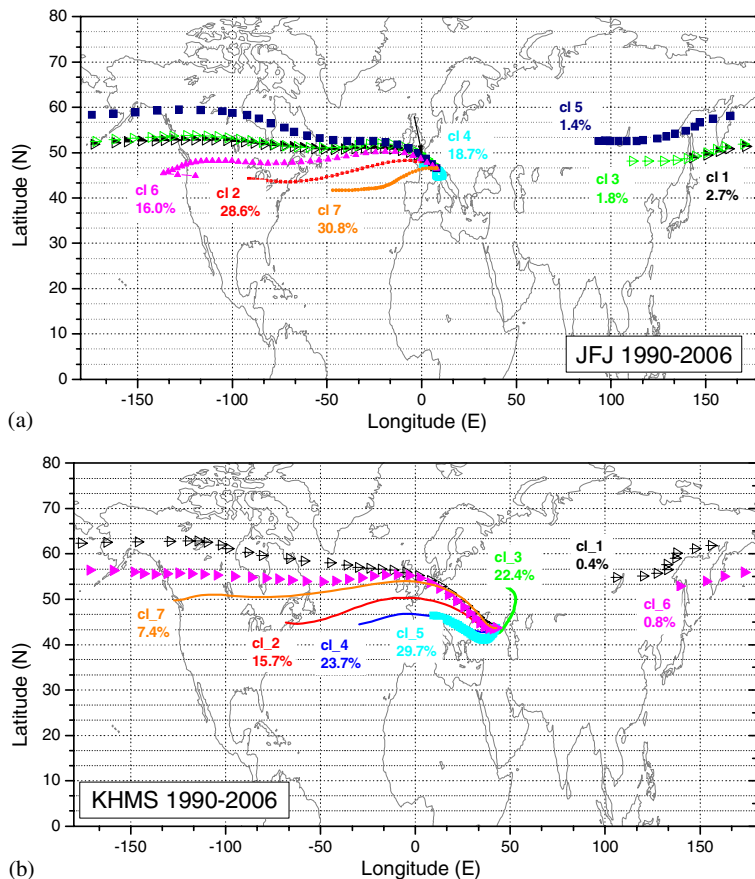 80
70
60
50
40
30
20
10
0
Latitude (N)
cl 5
1.4%
cl 4
18.7%
cl 3
1.8%
cl 1
2.7%
cl 6
16.0%
cl 2
28.6%
cl 7
30.8%
JFJ 1990-2006
-150 -100 -50 0 50 100 150
Longitude (E)
(a)
80
70
60
50
40
30
20
10
0
Latitude (N)
cl_1
0.4%
cl_3
22.4%
cl_6
0.8%
cl_7
7.4%
cl_2
15.7%
cl_4
23.7%
cl_5
29.7%
KHMS 1990-2006
-150 -100 -50 0 50 100 150
Longitude (E)
(b)